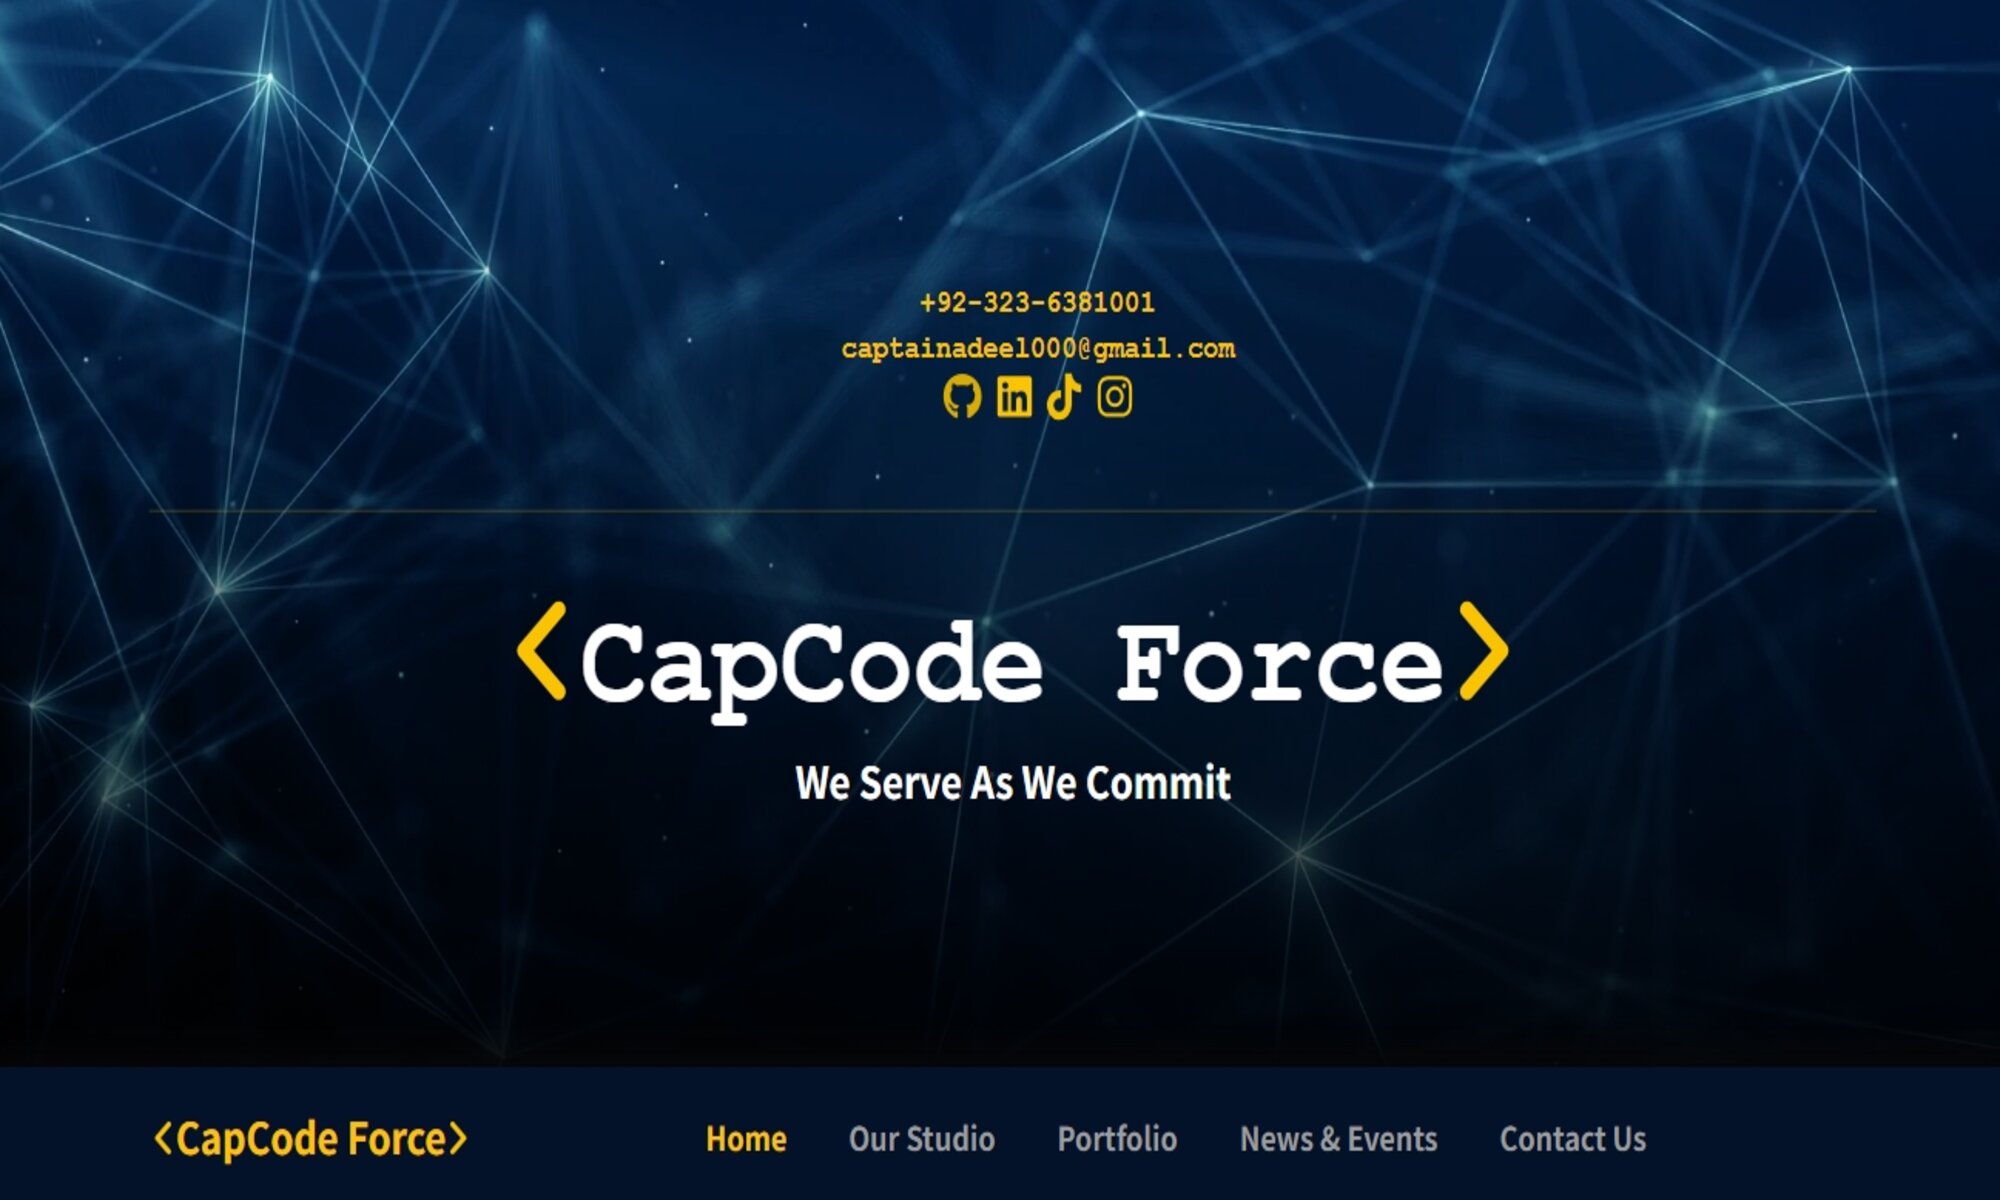 +92-323-6381001
captainadeel000@gmail.com
<CapCode Force>
We Serve As We Commit
<CapCode Force>
Home Our Studio Portfolio News & Events Contact Us